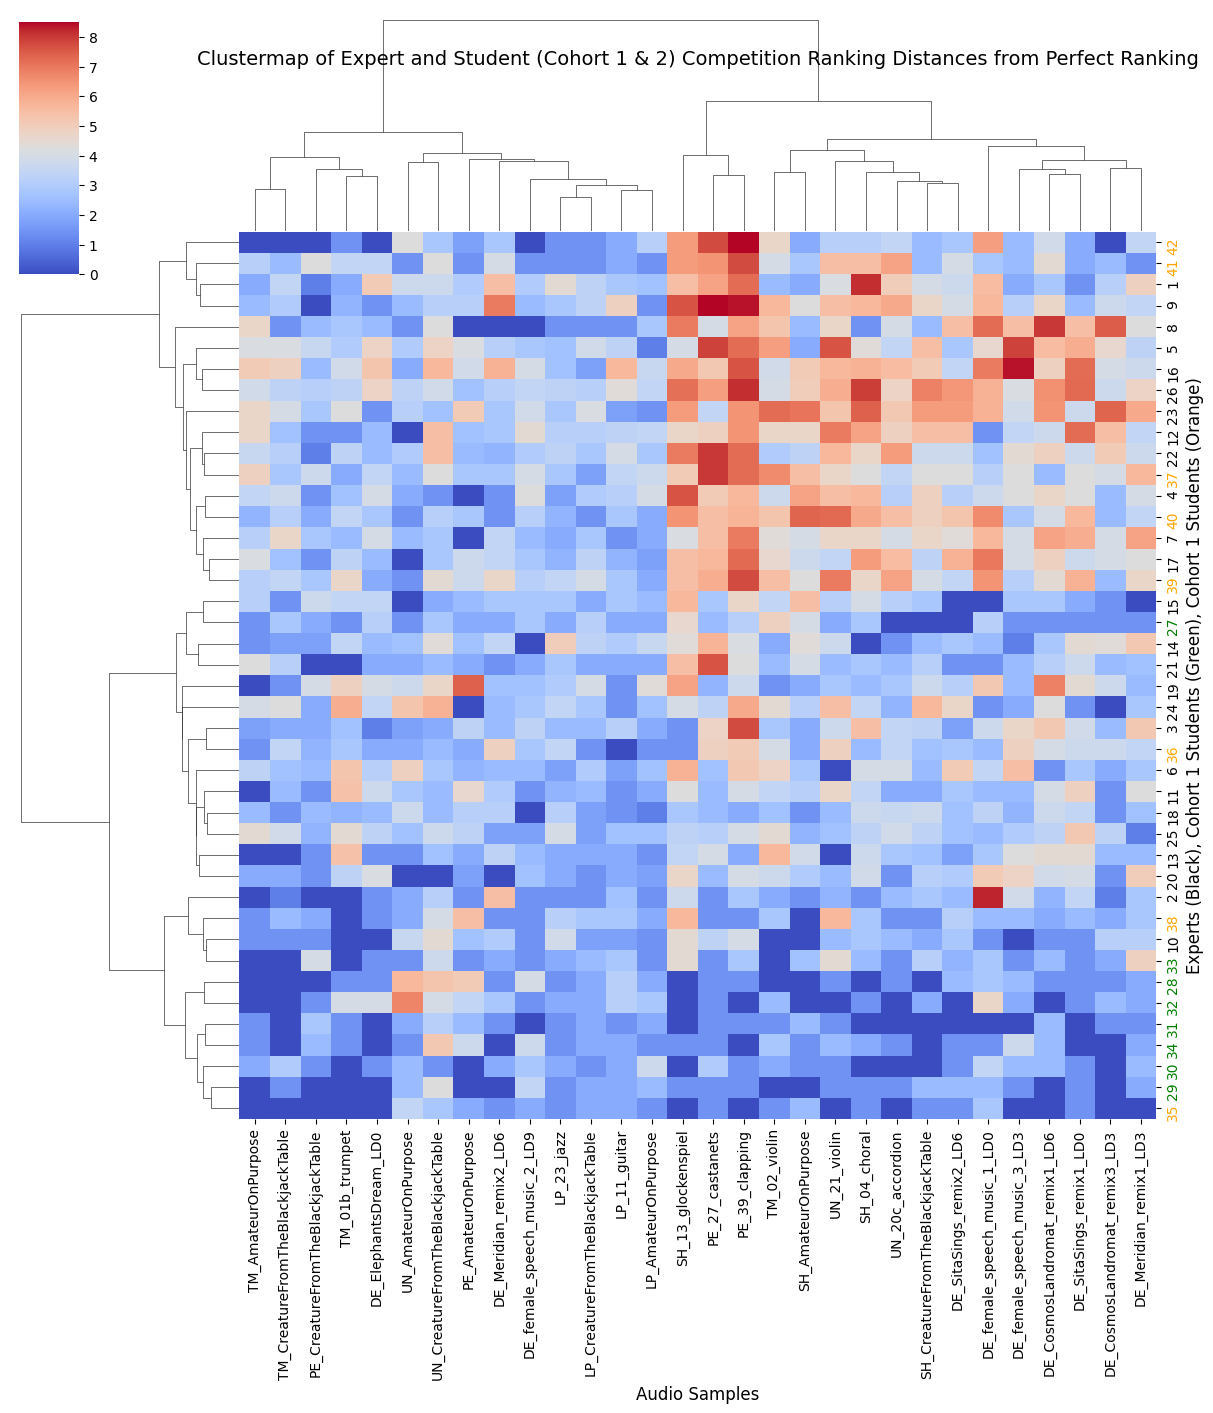 Clustermap of Expert and Student (Cohort 1 & 2) Competition Ranking Distances from Perfect Ranking
8
7
6
5
4
3
2
1
0
42
41
1
9
8
5
16
26
23
12
22
37
4
40
7
17
39
15
27
14
21
19
24
3
36
6
11
18
25
13
20
2
38
10
33
28
32
31
34
30
29
35
Experts (Black), Cohort 1 Students (Green), Cohort 1 Students (Orange)
TM_AmateurOnPurpose
TM_CreatureFromTheBlackjackTable
PE_CreatureFromTheBlackjackTable
TM_01b_trumpet
DE_ElephantsDream_LD0
UN_AmateurOnPurpose
UN_CreatureFromTheBlackjackTable
PE_AmateurOnPurpose
DE_Meridian_remix2_LD6
DE_female_speech_music_2_LD9
LP_23_jazz
LP_CreatureFromTheBlackjackTable
LP_11_guitar
LP_AmateurOnPurpose
SH_13_glockenspiel
PE_27_castanets
PE_39_clapping
TM_02_violin
SH_AmateurOnPurpose
UN_21_violin
SH_04_choral
UN_20c_accordion
SH_CreatureFromTheBlackjackTable
DE_SitaSings_remix2_LD6
DE_female_speech_music_1_LD0
DE_female_speech_music_3_LD3
DE_CosmosLandromat_remix1_LD6
DE_SitaSings_remix1_LD0
DE_CosmosLandromat_remix3_LD3
DE_Meridian_remix1_LD3
Audio Samples